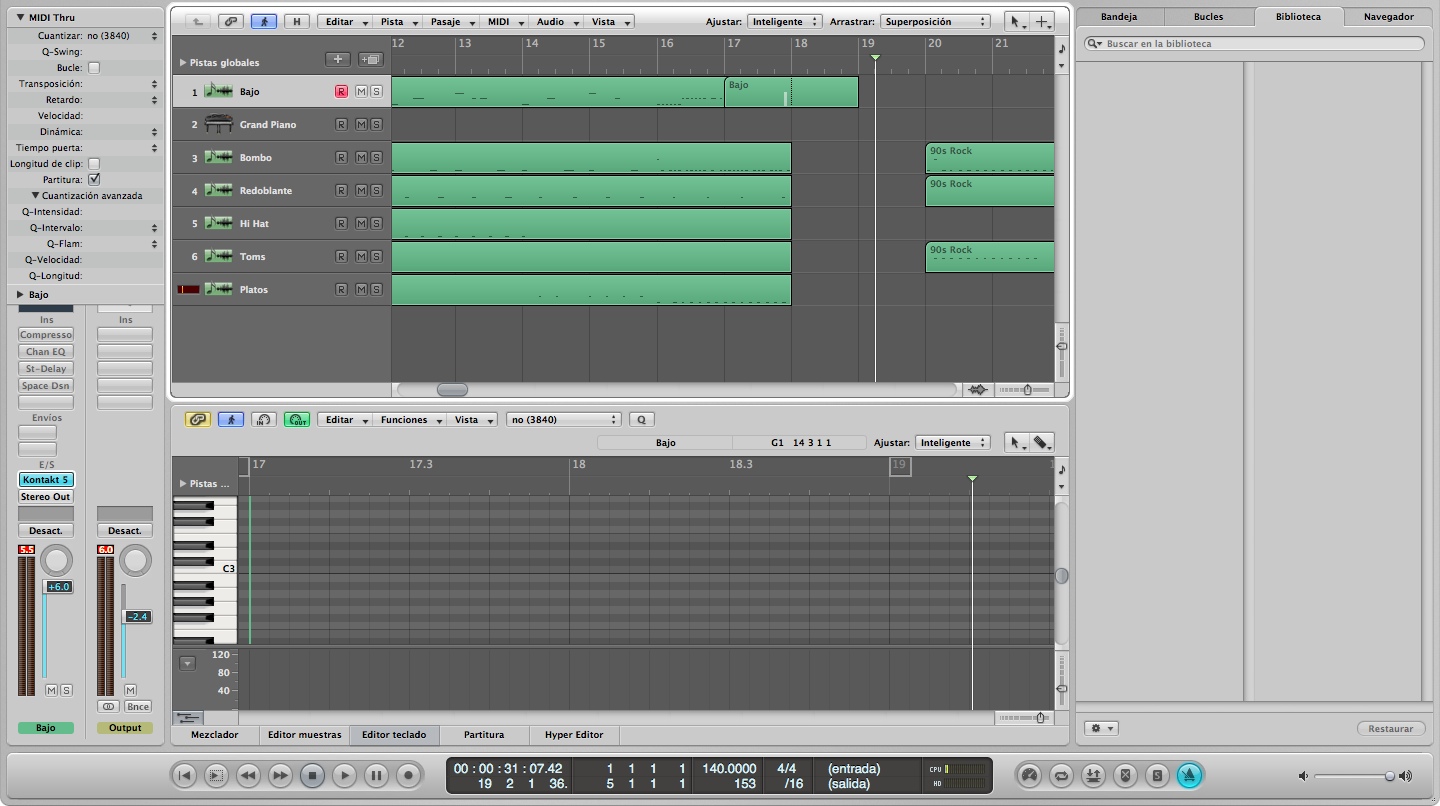 MIDI Thru
Cuantizar: no (3840)
Q-Swing:
Bucle:
Transposición:
Retardo:
Velocidad:
Dinámica:
Tiempo puerta:
Longitud de clip:
Partitura:
Cuantización avanzada
Q-Intensidad:
Q-Intervalo:
Q-Flam:
Q-Velocidad:
Q-Longitud:
Bajo
Ins Ins
Compresso
Chan EQ
St-Delay
Space Dsn
Envíos
E/S
Kontakt 5
Stereo Out
Desact. Desact.
5.5 6.0
+6.0
-2.4
M S M
Bnce
Bajo Output
H Editar Pista Pasaje MIDI Audio Vista Ajustar: Inteligente Arrastrar: Superposición
12 13 14 15 16 17 18 19 20 21
Pistas globales
1 Bajo R M S Bajo
2 Grand Piano R M S
3 Bombo R M S 90s Rock
4 Redoblante R M S 90s Rock
5 Hi Hat R M S
6 Toms R M S 90s Rock
Platos R M S
IN OUT Editar Funciones Vista no (3840) Q
Bajo G1 14 3 1 1 Ajustar: Inteligente
17 17.3 18 18.3 19
Pistas ...
C3
120
80
40
Mezclador Editor muestras Editor teclado Partitura Hyper Editor
Bandeja Bucles Biblioteca Navegador
Buscar en la biblioteca
Restaurar
00 : 00 : 31 : 07.42 1 1 1 1 140.0000 4/4 (entrada) CPU
19 2 1 36. 5 1 1 1 153 /16 (salida) HD
S